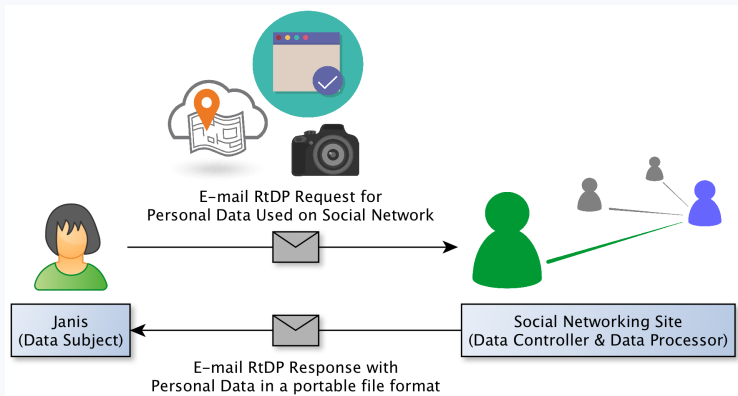 E-mail RtDP Request for
Personal Data Used on Social Network
Janis
(Data Subject)
Social Networking Site
(Data Controller & Data Processor)
E-mail RtDP Response with
Personal Data in a portable file format